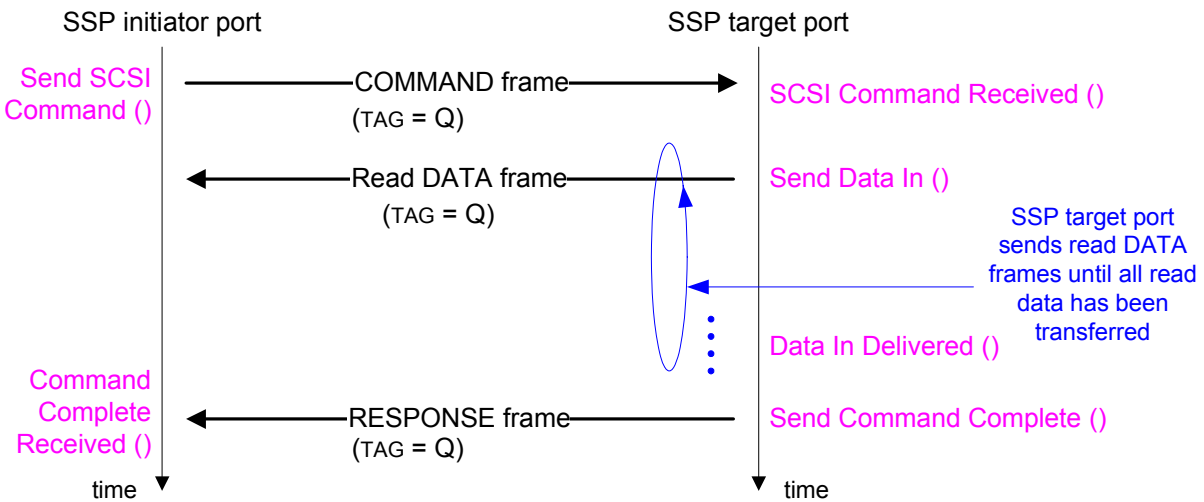 SSP initiator port
SSP target port
Send SCSI
Command ()
COMMAND frame
(TAG = Q)
SCSI Command Received ()
Read DATA frame
(TAG = Q)
Send Data In ()
SSP target port
sends read DATA
frames until all read
data has been
transferred
Data In Delivered ()
Command
Complete
Received ()
RESPONSE frame
(TAG = Q)
Send Command Complete ()
time
time